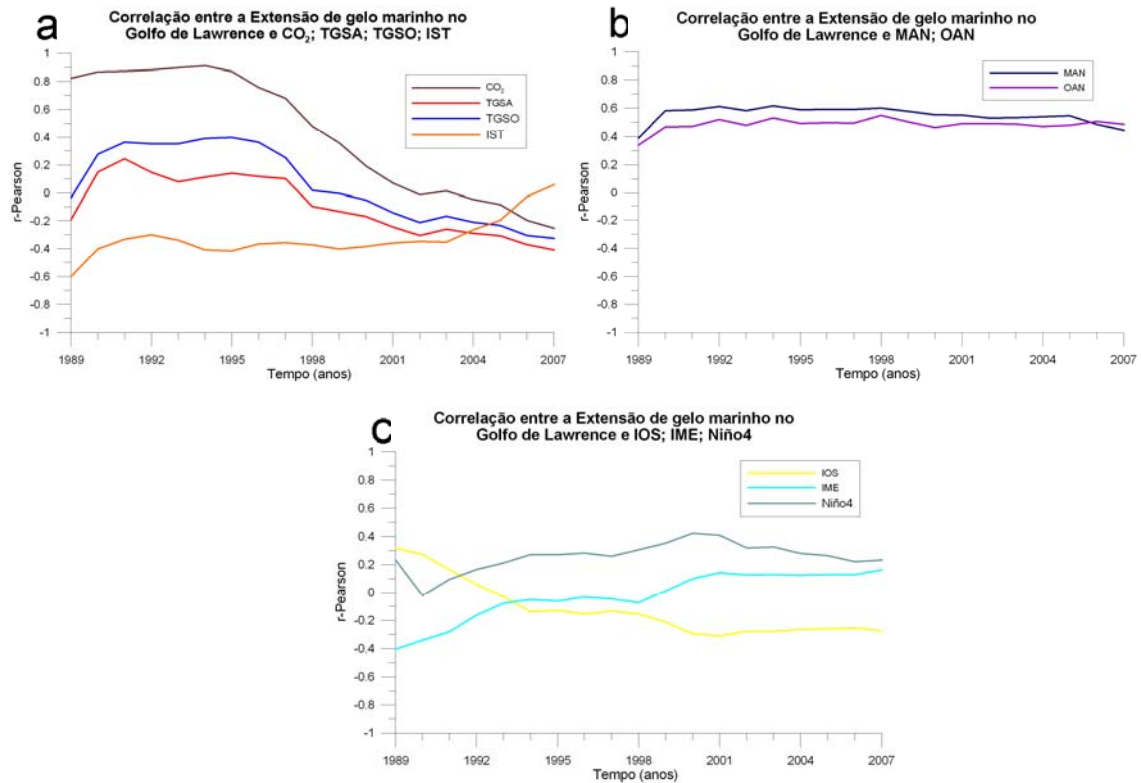 a
Correlação entre a Extensão de gelo marinho no
Golfo de Lawrence e CO₂; TGSA; TGSO; IST
r-Pearson
1
0.8
0.6
0.4
0.2
0
-0.2
-0.4
-0.6
-0.8
-1
CO₂
TGSA
TGSO
IST
1989 1992 1995 1998 2001 2004 2007
Tempo (anos)
b
Correlação entre a Extensão de gelo marinho no
Golfo de Lawrence e MAN; OAN
r-Pearson
1
0.8
0.6
0.4
0.2
0
-0.2
-0.4
-0.6
-0.8
-1
MAN
OAN
1989 1992 1995 1998 2001 2004 2007
Tempo (anos)
c
Correlação entre a Extensão de gelo marinho no
Golfo de Lawrence e IOS; IME; Niño4
r-Pearson
1
0.8
0.6
0.4
0.2
0
-0.2
-0.4
-0.6
-0.8
-1
IOS
IME
Niño4
1989 1992 1995 1998 2001 2004 2007
Tempo (anos)